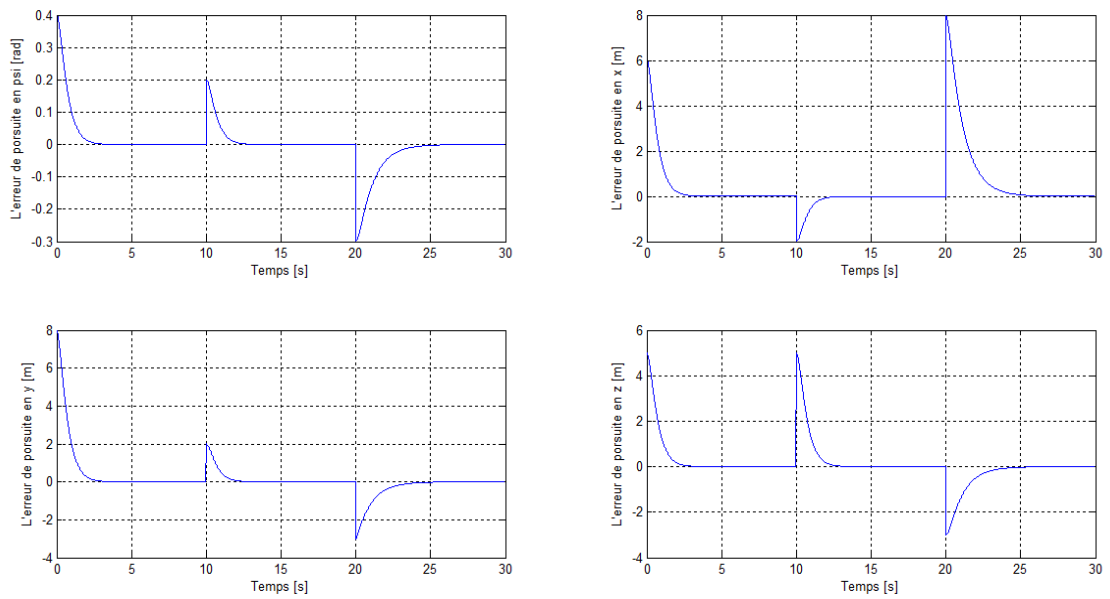 L'erreur de porsuite en psi [rad]
0.4
0.3
0.2
0.1
0
-0.1
-0.2
-0.3
0 5 10 15 20 25 30
Temps [s]
L'erreur de porsuite en x [m]
8
6
4
2
0
-2
0 5 10 15 20 25 30
Temps [s]
L'erreur de porsuite en y [m]
8
6
4
2
0
-2
-4
0 5 10 15 20 25 30
Temps [s]
L'erreur de porsuite en z [m]
6
4
2
0
-2
-4
0 5 10 15 20 25 30
Temps [s]